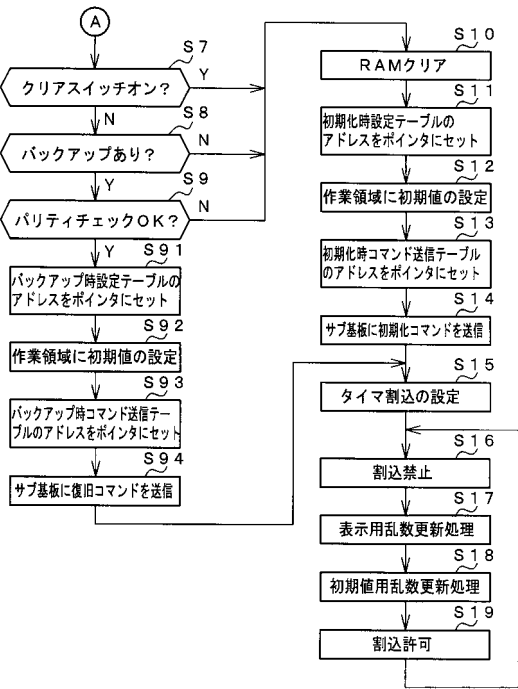 A
S7
クリアスイッチオン?
Y
N
S8
バックアップあり?
N
Y
S9
パリティチェックOK?
N
Y
S91
バックアップ時設定テーブルの
アドレスをポインタにセット
S92
作業領域に初期値の設定
S93
バックアップ時コマンド送信テー
ブルのアドレスをポインタにセット
S94
サブ基板に復旧コマンドを送信
S10
RAMクリア
S11
初期化時設定テーブルの
アドレスをポインタにセット
S12
作業領域に初期値の設定
S13
初期化時コマンド送信テーブル
のアドレスをポインタにセット
S14
サブ基板に初期化コマンドを送信
S15
タイマ割込の設定
S16
割込禁止
S17
表示用乱数更新処理
S18
初期値用乱数更新処理
S19
割込許可